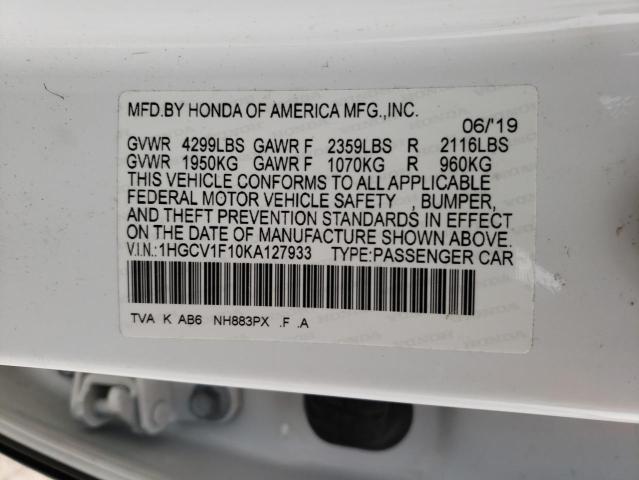 MFD.BY HONDA OF AMERICA MFG.,INC.
06/'19
GVWR 4299LBS GAWR F 2359LBS R 2116LBS
GVWR 1950KG GAWR F 1070KG R 960KG
THIS VEHICLE CONFORMS TO ALL APPLICABLE
FEDERAL MOTOR VEHICLE SAFETY , BUMPER,
AND THEFT PREVENTION STANDARDS IN EFFECT
ON THE DATE OF MANUFACTURE SHOWN ABOVE.
V.I.N.:1HGCV1F10KA127933 TYPE:PASSENGER CAR
TVA K AB6 NH883PX .F .A